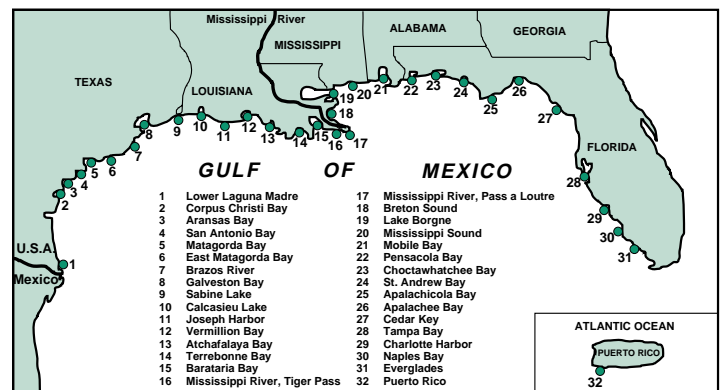 Mississippi River
ALABAMA
GEORGIA
MISSISSIPPI
TEXAS
LOUISIANA
FLORIDA
U.S.A.
Mexico
GULF OF MEXICO
1
2
3
4
5
6
7
8
9
10
11
12
13
14
15
16
17
18
19
20
21
22
23
24
25
26
27
28
29
30
31
1 Lower Laguna Madre
2 Corpus Christi Bay
3 Aransas Bay
4 San Antonio Bay
5 Matagorda Bay
6 East Matagorda Bay
7 Brazos River
8 Galveston Bay
9 Sabine Lake
10 Calcasieu Lake
11 Joseph Harbor
12 Vermillion Bay
13 Atchafalaya Bay
14 Terrebonne Bay
15 Barataria Bay
16 Mississippi River, Tiger Pass
17 Mississippi River, Pass a Loutre
18 Breton Sound
19 Lake Borgne
20 Mississippi Sound
21 Mobile Bay
22 Pensacola Bay
23 Choctawhatchee Bay
24 St. Andrew Bay
25 Apalachicola Bay
26 Apalachee Bay
27 Cedar Key
28 Tampa Bay
29 Charlotte Harbor
30 Naples Bay
31 Everglades
32 Puerto Rico
ATLANTIC OCEAN
PUERTO RICO
32